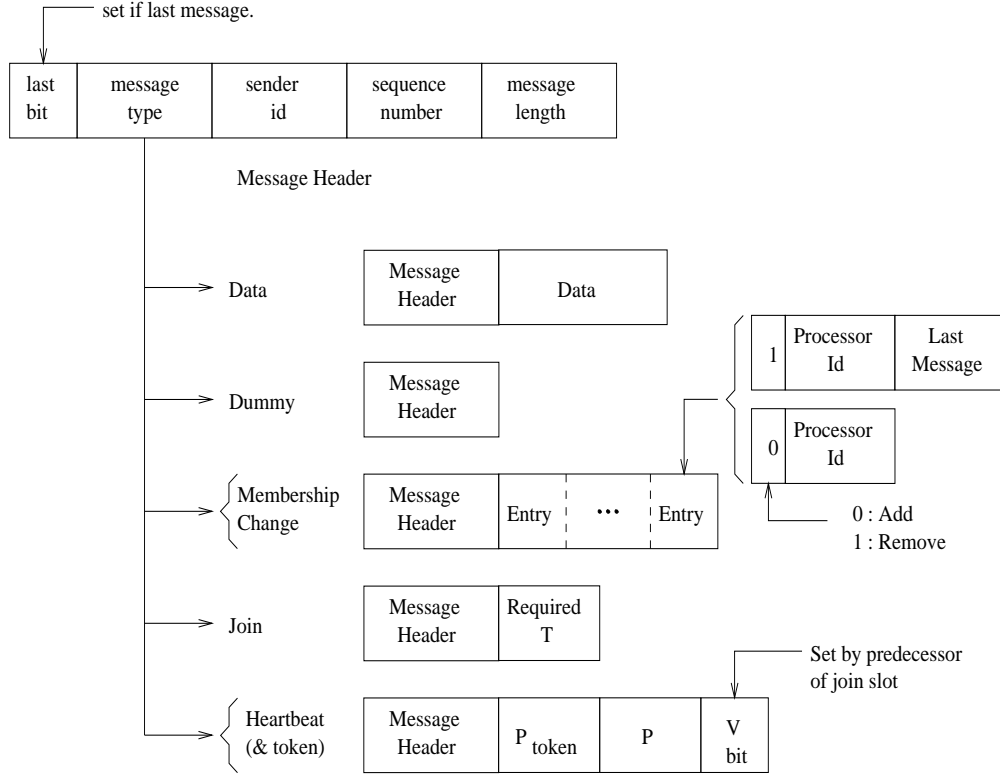 set if last message.
last bit
message type
sender id
sequence number
message length
Message Header
Data
Message Header
Data
1
Processor Id
Last Message
Dummy
Message Header
0
Processor Id
Membership Change
Message Header
Entry
...
Entry
0 : Add
1 : Remove
Join
Message Header
Required T
Set by predecessor
of join slot
Heartbeat
(& token)
Message Header
P token
P
V bit